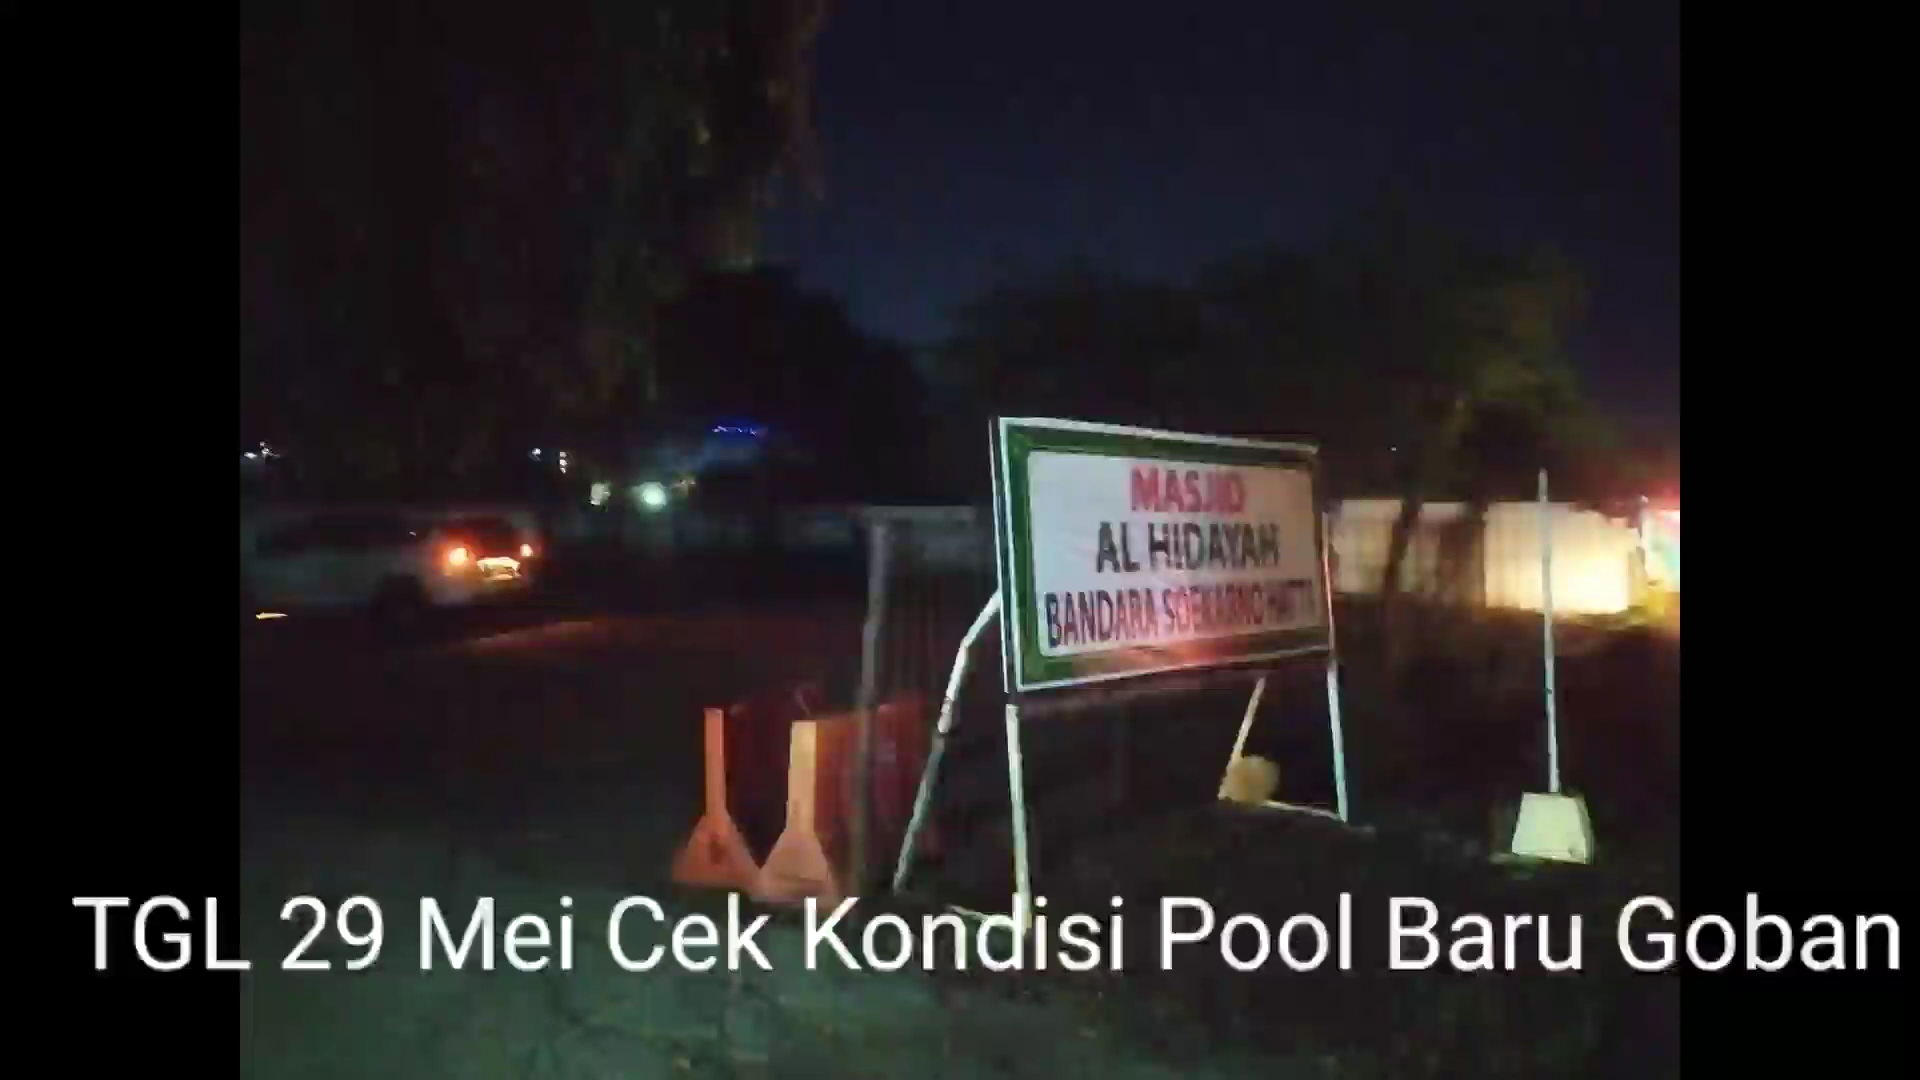 MASJID
AL HIDAYAH
BANDARA SOEKARNO HATTA
TGL 29 Mei Cek Kondisi Pool Baru Goban